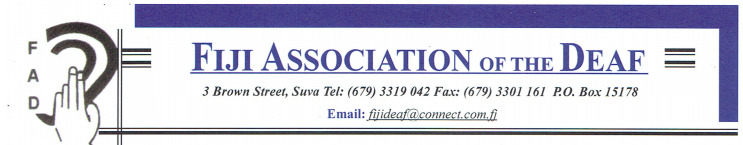 F
A
D
FIJI ASSOCIATION OF THE DEAF
3 Brown Street, Suva Tel: (679) 3319 042 Fax: (679) 3301 161 P.O. Box 15178
Email: fijideaf@connect.com.fj